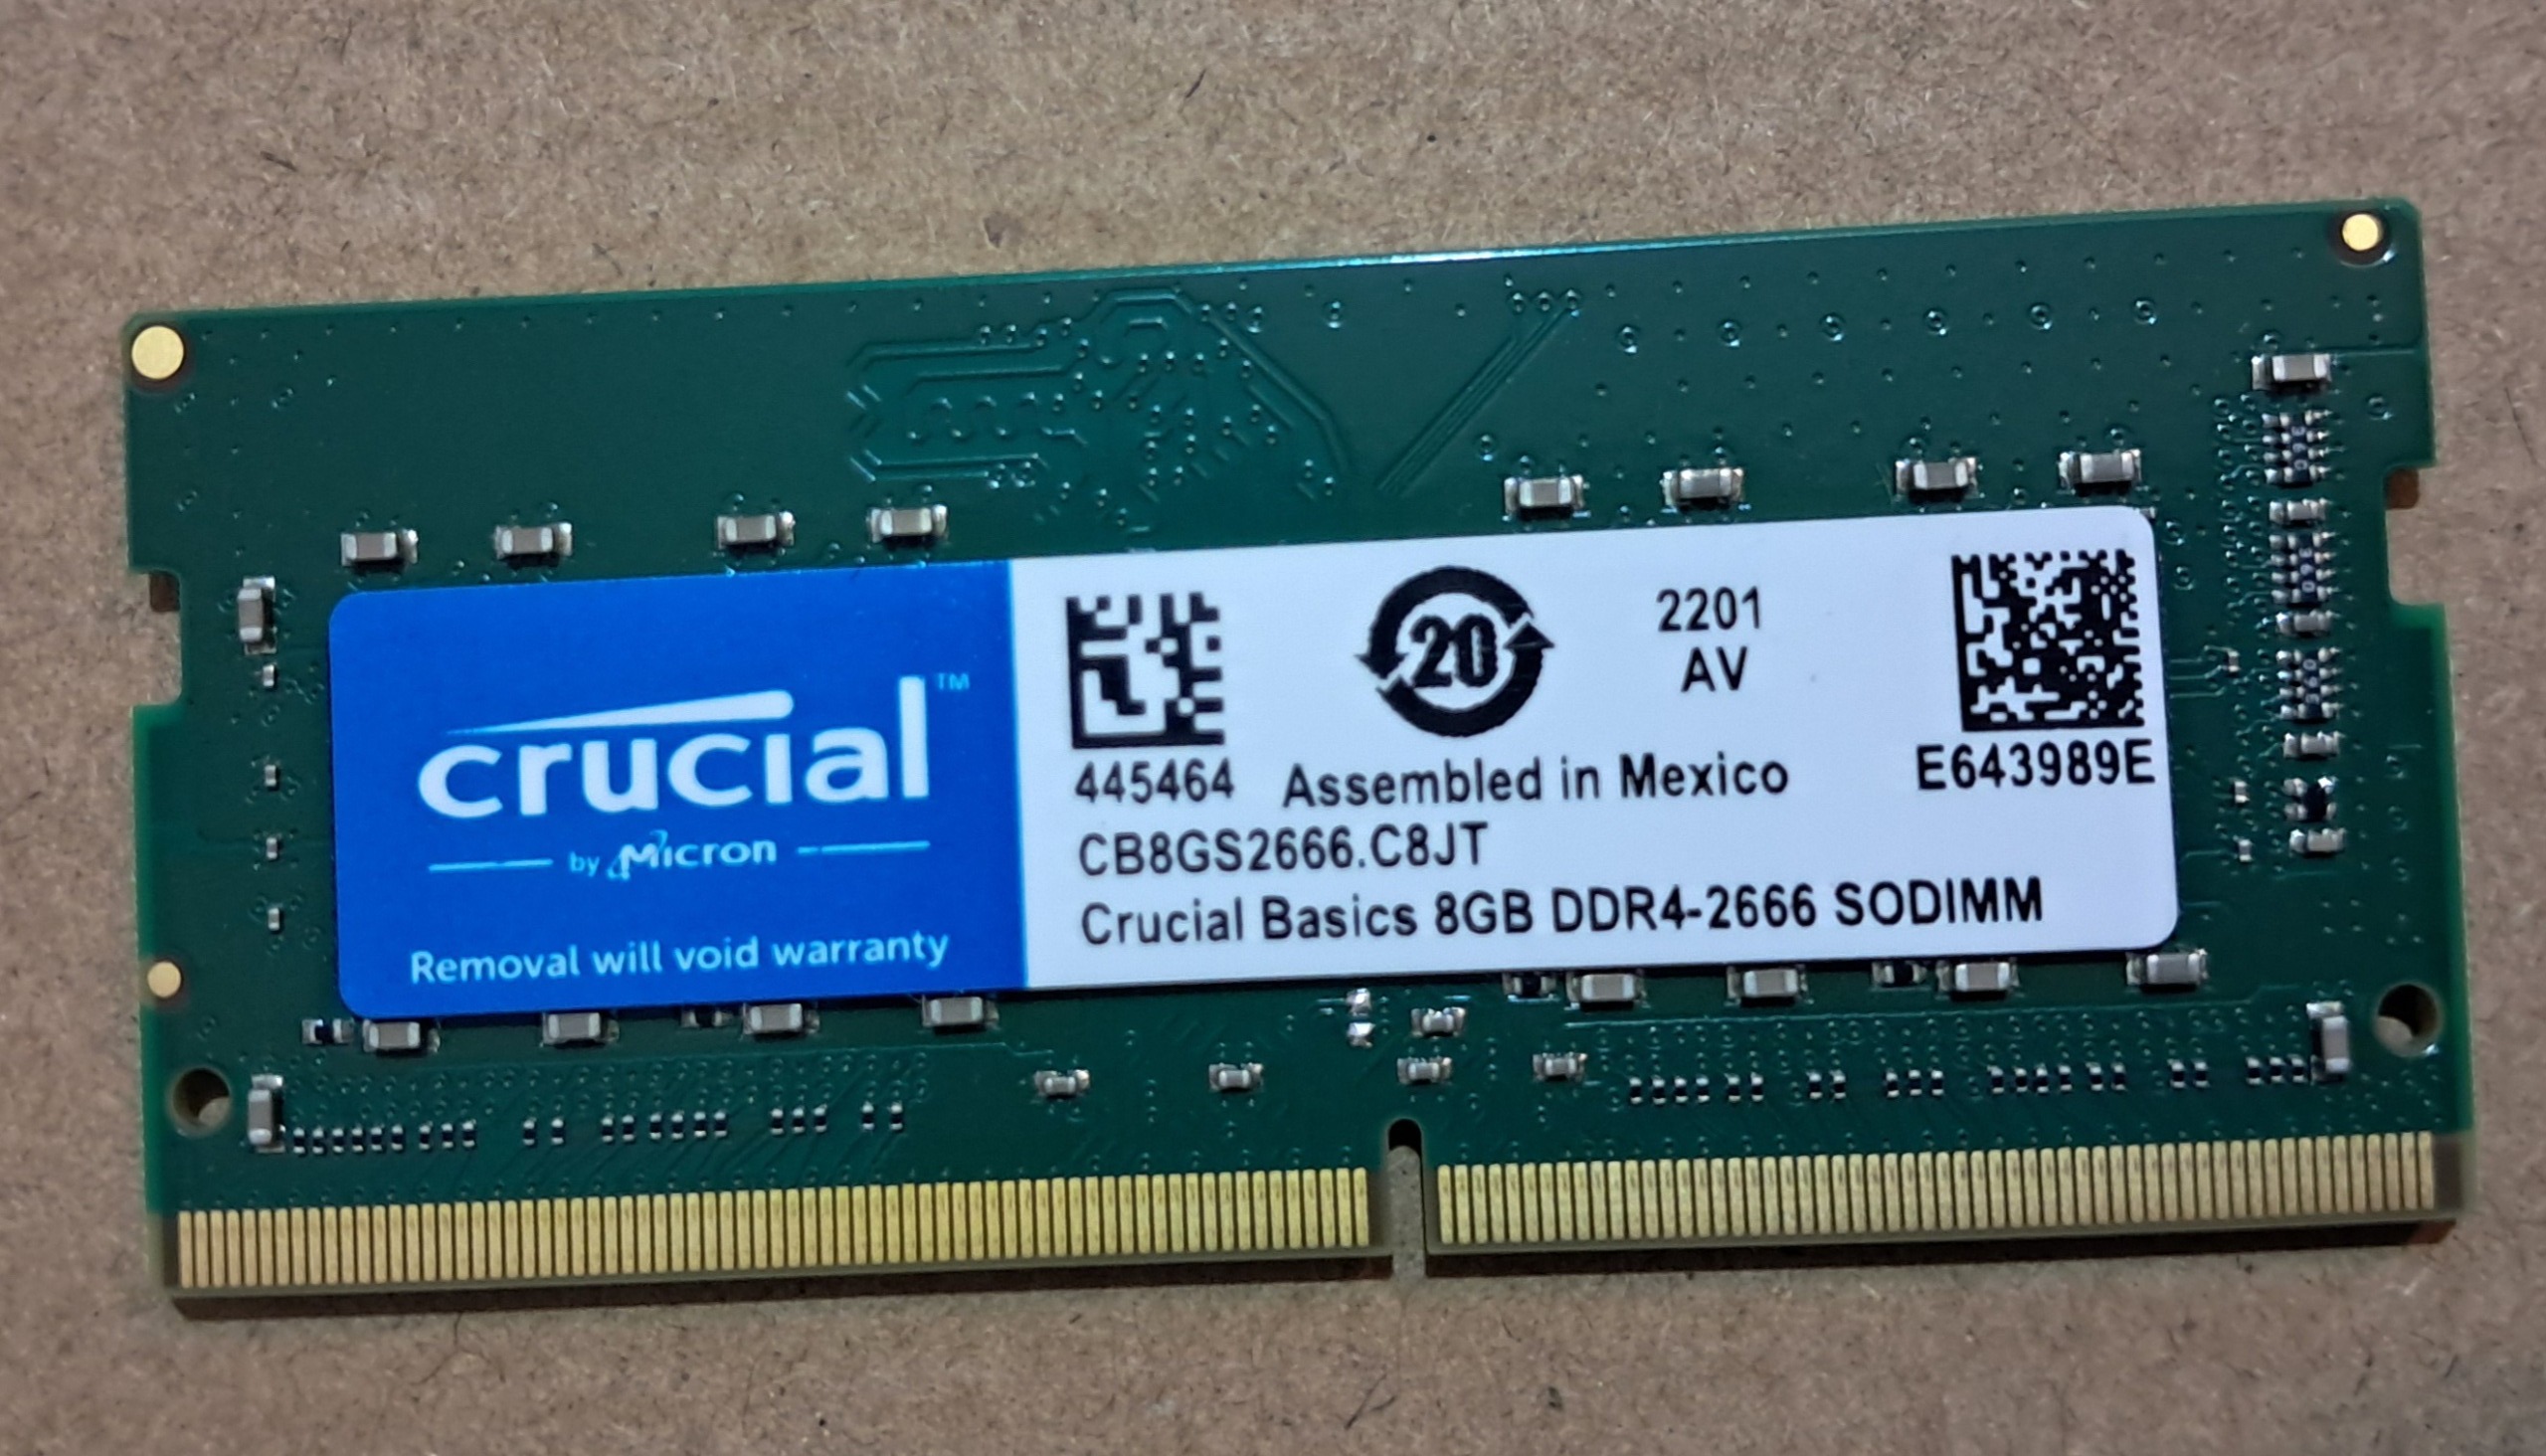 crucial™
by Micron
Removal will void warranty
20
2201
AV
445464
Assembled in Mexico
E643989E
CB8GS2666.C8JT
Crucial Basics 8GB DDR4-2666 SODIMM